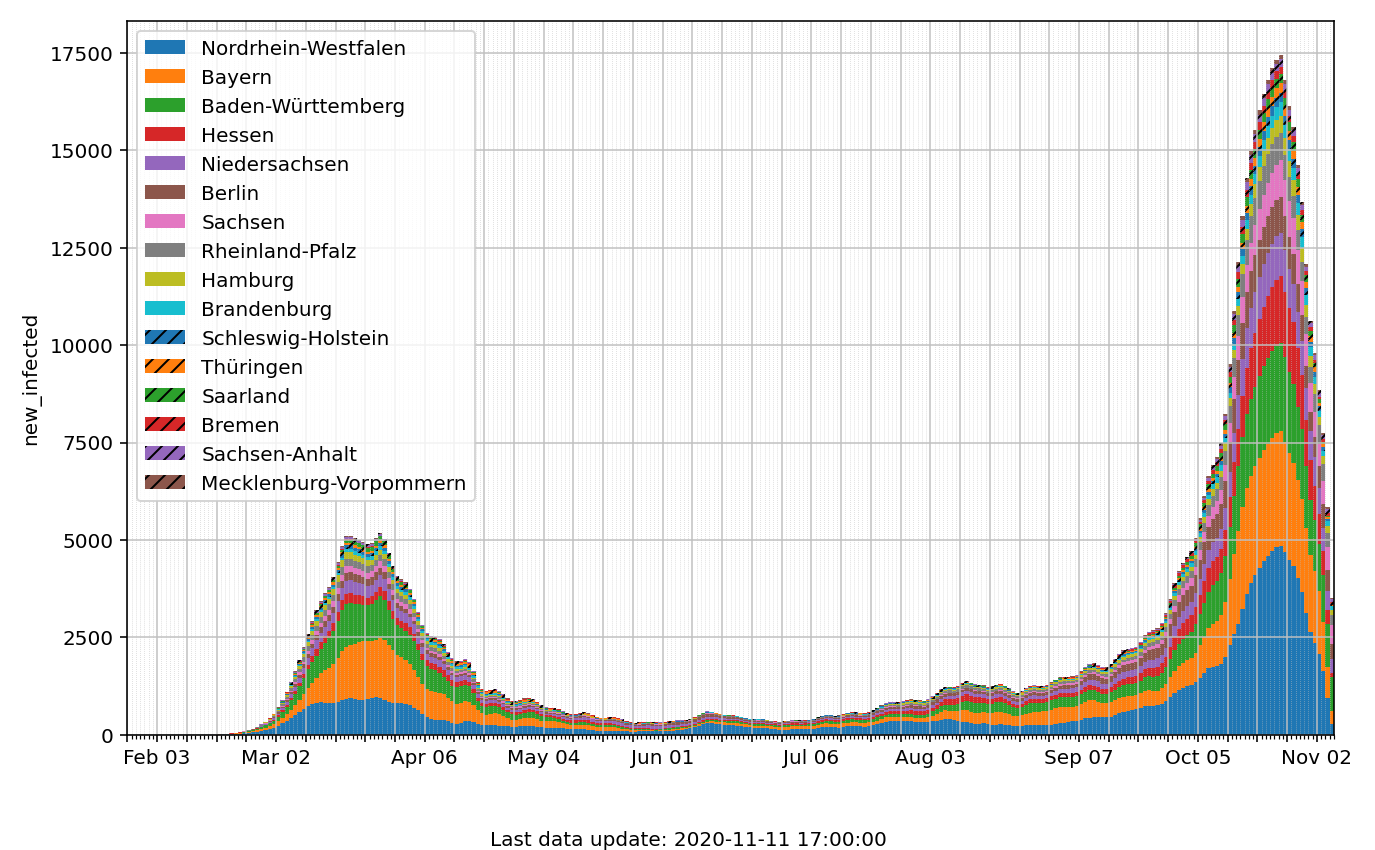 17500
15000
12500
10000
7500
5000
2500
0
new_infected
Nordrhein-Westfalen
Bayern
Baden-Württemberg
Hessen
Niedersachsen
Berlin
Sachsen
Rheinland-Pfalz
Hamburg
Brandenburg
Schleswig-Holstein
Thüringen
Saarland
Bremen
Sachsen-Anhalt
Mecklenburg-Vorpommern
Feb 03 Mar 02 Apr 06 May 04 Jun 01 Jul 06 Aug 03 Sep 07 Oct 05 Nov 02
Last data update: 2020-11-11 17:00:00